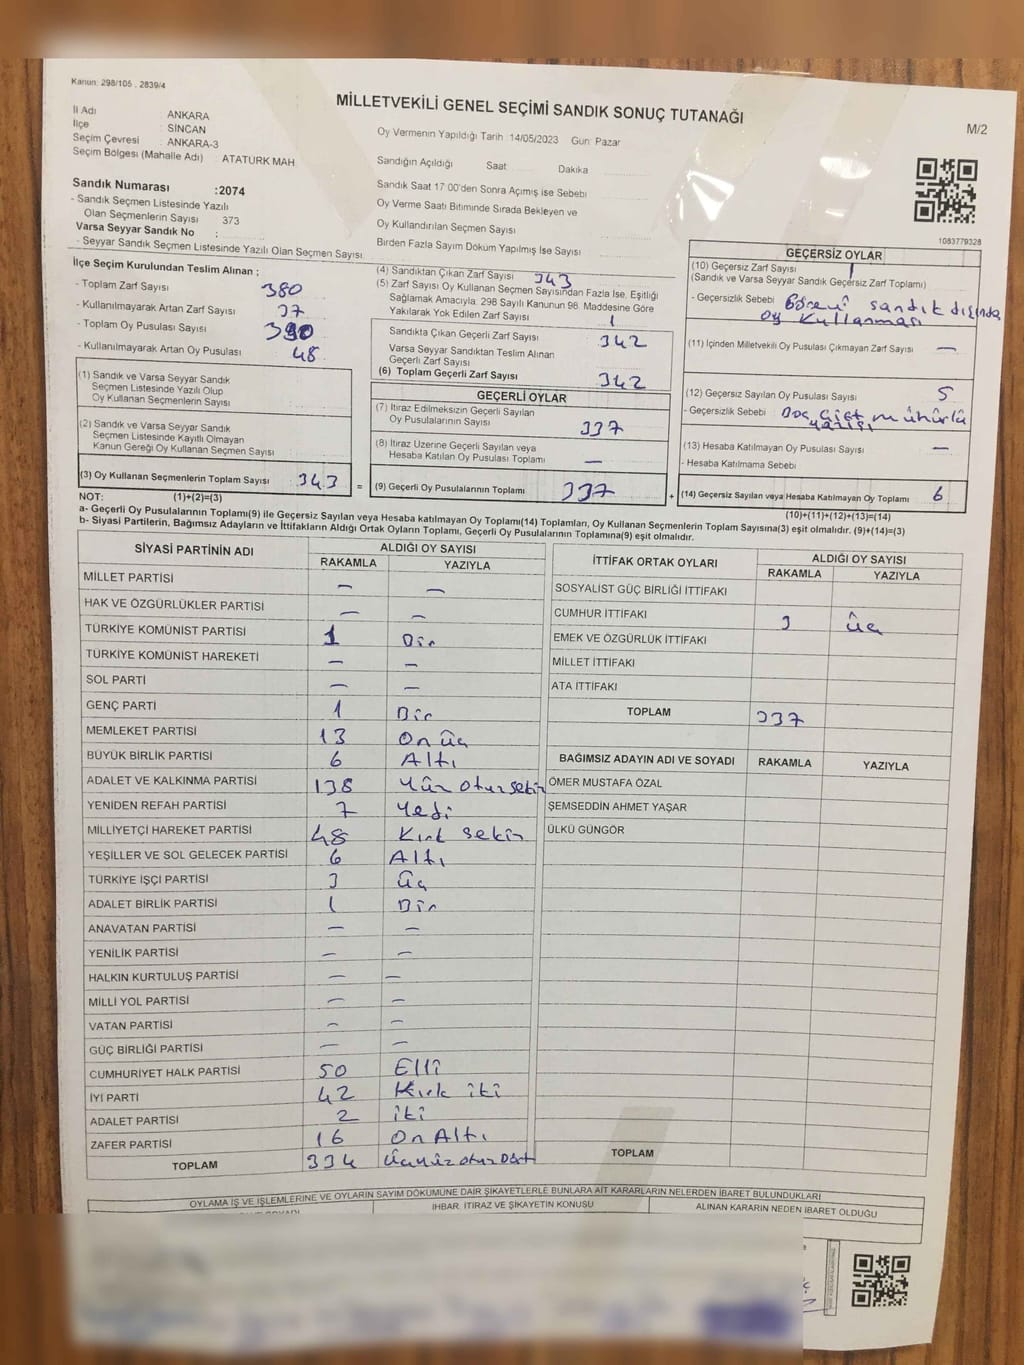 Kanun: 298/105 , 2839/4
MİLLETVEKİLİ GENEL SEÇİMİ SANDIK SONUÇ TUTANAĞI
M/2
İl Adı ANKARA
İlçe SİNCAN
Seçim Çevresi : ANKARA-3
Seçim Bölgesi (Mahalle Adı) : ATATÜRK MAH
Sandık Numarası :2074
- Sandık Seçmen Listesinde Yazılı
Olan Seçmenlerin Sayısı 373
Varsa Seyyar Sandık No :
- Seyyar Sandık Seçmen Listesinde Yazılı Olan Seçmen Sayısı
Oy Vermenin Yapıldığı Tarih :14/05/2023 Gün: Pazar
Sandığın Açıldığı Saat Dakika
Sandık Saat 17:00'den Sonra Açılmış İse Sebebi
Oy Verme Saati Bitiminde Sırada Bekleyen ve
Oy Kullandırılan Seçmen Sayısı
Birden Fazla Sayım Döküm Yapılmış İse Sayısı
1083779328
İlçe Seçim Kurulundan Teslim Alınan ;
- Toplam Zarf Sayısı 380
- Kullanılmayarak Artan Zarf Sayısı 37
- Toplam Oy Pusulası Sayısı 390
- Kullanılmayarak Artan Oy Pusulası 48
(1) Sandık ve Varsa Seyyar Sandık
Seçmen Listesinde Yazılı Olup
Oy Kullanan Seçmenlerin Sayısı
(2) Sandık ve Varsa Seyyar Sandık
Seçmen Listesinde Kayıtlı Olmayan
Kanun Gereği Oy Kullanan Seçmen Sayısı
(3) Oy Kullanan Seçmenlerin Toplam Sayısı 343 =
(4) Sandıktan Çıkan Zarf Sayısı 343
(5) Zarf Sayısı Oy Kullanan Seçmen Sayısından Fazla İse, Eşitliği
Sağlamak Amacıyla, 298 Sayılı Kanunun 98. Maddesine Göre
Yakılarak Yok Edilen Zarf Sayısı 1
Sandıkta Çıkan Geçerli Zarf Sayısı 342
Varsa Seyyar Sandıktan Teslim Alınan
Geçerli Zarf Sayısı
(6) Toplam Geçerli Zarf Sayısı 342
GEÇERLİ OYLAR
(7) İtiraz Edilmeksizin Geçerli Sayılan
Oy Pusulalarının Sayısı 337
(8) İtiraz Üzerine Geçerli Sayılan veya
Hesaba Katılan Oy Pusulası Toplamı —
(9) Geçerli Oy Pusulalarının Toplamı 337 +
GEÇERSİZ OYLAR
(10) Geçersiz Zarf Sayısı 1
(Sandık ve Varsa Seyyar Sandık Geçersiz Zarf Toplamı)
- Geçersizlik Sebebi Görevi sandık dışında
oy kullanması
(11) İçinden Milletvekili Oy Pusulası Çıkmayan Zarf Sayısı —
(12) Geçersiz Sayılan Oy Pusulası Sayısı 5
- Geçersizlik Sebebi çift mühürlü
(13) Hesaba Katılmayan Oy Pusulası Sayısı —
- Hesaba Katılmama Sebebi
(14) Geçersiz Sayılan veya Hesaba Katılmayan Oy Toplamı 6
NOT: (1)+(2)=(3)
(10)+(11)+(12)+(13)=(14)
a- Geçerli Oy Pusulalarının Toplamı(9) ile Geçersiz Sayılan veya Hesaba katılmayan Oy Toplamı(14) Toplamları, Oy Kullanan Seçmenlerin Toplam Sayısına(3) eşit olmalıdır. (9)+(14)=(3)
b- Siyasi Partilerin, Bağımsız Adayların ve İttifakların Aldığı Ortak Oyların Toplamı, Geçerli Oy Pusulalarının Toplamına(9) eşit olmalıdır.
SİYASİ PARTİNİN ADI ALDIĞI OY SAYISI
RAKAMLA YAZIYLA
MİLLET PARTİSİ — —
HAK VE ÖZGÜRLÜKLER PARTİSİ — —
TÜRKİYE KOMÜNİST PARTİSİ 1 Bir
TÜRKİYE KOMÜNİST HAREKETİ — —
SOL PARTİ — —
GENÇ PARTİ 1 Bir
MEMLEKET PARTİSİ 13 On üç
BÜYÜK BİRLİK PARTİSİ 6 Altı
ADALET VE KALKINMA PARTİSİ 138 Yüz otuz sekiz
YENİDEN REFAH PARTİSİ 7 Yedi
MİLLİYETÇİ HAREKET PARTİSİ 48 Kırk sekiz
YEŞİLLER VE SOL GELECEK PARTİSİ 6 Altı
TÜRKİYE İŞÇİ PARTİSİ 3 Üç
ADALET BİRLİK PARTİSİ 1 Bir
ANAVATAN PARTİSİ — —
YENİLİK PARTİSİ — —
HALKIN KURTULUŞ PARTİSİ — —
MİLLİ YOL PARTİSİ — —
VATAN PARTİSİ — —
GÜÇ BİRLİĞİ PARTİSİ — —
CUMHURİYET HALK PARTİSİ 50 Elli
İYİ PARTİ 42 Kırk iki
ADALET PARTİSİ 2 İki
ZAFER PARTİSİ 16 On Altı
TOPLAM 334 Üçyüz otuz Dört
İTTİFAK ORTAK OYLARI ALDIĞI OY SAYISI
RAKAMLA YAZIYLA
SOSYALİST GÜÇ BİRLİĞİ İTTİFAKI
CUMHUR İTTİFAKI 3 Üç
EMEK VE ÖZGÜRLÜK İTTİFAKI
MİLLET İTTİFAKI
ATA İTTİFAKI
TOPLAM 337
BAĞIMSIZ ADAYIN ADI VE SOYADI RAKAMLA YAZIYLA
ÖMER MUSTAFA ÖZAL
ŞEMSEDDİN AHMET YAŞAR
ÜLKÜ GÜNGÖR
TOPLAM
OYLAMA İŞ VE İŞLEMLERİNE VE OYLARIN SAYIM DÖKÜMÜNE DAİR ŞİKAYETLERLE BUNLARA AİT KARARLARIN NELERDEN İBARET BULUNDUKLARI
İHBAR, İTİRAZ VE ŞİKAYETİN KONUSU ALINAN KARARIN NEDEN İBARET OLDUĞU